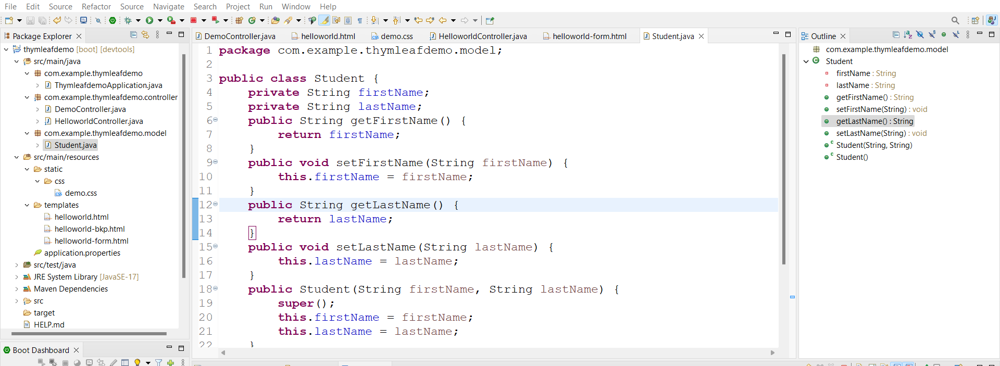 File Edit Source Refactor Source Navigate Search Project Run Window Help
Package Explorer
thymleafdemo [boot] [devtools]
src/main/java
com.example.thymleafdemo
ThymleafdemoApplication.java
com.example.thymleafdemo.controller
DemoController.java
HelloworldController.java
com.example.thymleafdemo.model
Student.java
src/main/resources
static
css
demo.css
templates
helloworld.html
helloworld-bkp.html
helloworld-form.html
application.properties
src/test/java
JRE System Library [JavaSE-17]
Maven Dependencies
src
target
HELP.md
Boot Dashboard
DemoController.java helloworld.html demo.css HelloworldController.java helloworld-form.html Student.java
1 package com.example.thymleafdemo.model;
2
3 public class Student {
4 private String firstName;
5 private String lastName;
6 public String getFirstName() {
7 return firstName;
8 }
9 public void setFirstName(String firstName) {
10 this.firstName = firstName;
11 }
12 public String getLastName() {
13 return lastName;
14 }
15 public void setLastName(String lastName) {
16 this.lastName = lastName;
17 }
18 public Student(String firstName, String lastName) {
19 super();
20 this.firstName = firstName;
21 this.lastName = lastName;
22 }
Outline
com.example.thymleafdemo.model
Student
firstName : String
lastName : String
getFirstName() : String
setFirstName(String) : void
getLastName() : String
setLastName(String) : void
Student(String, String)
Student()